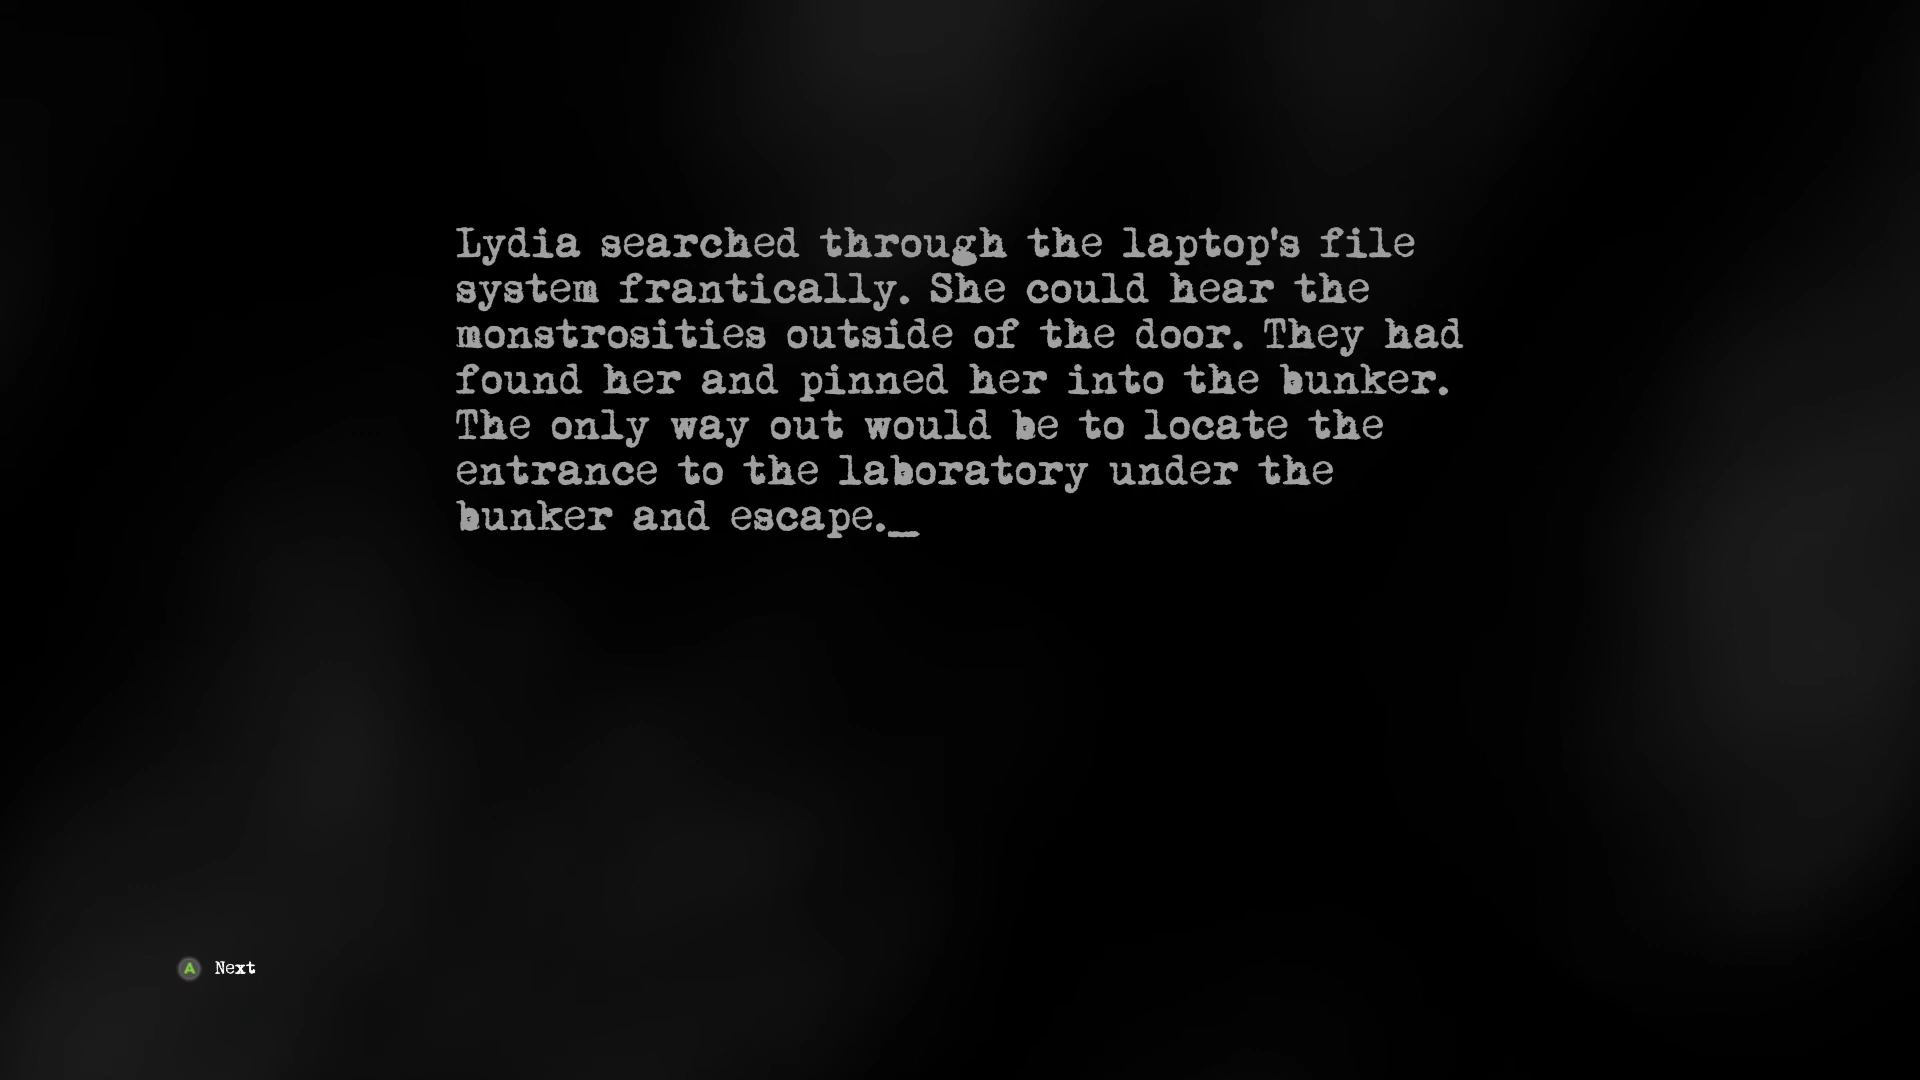 Lydia searched through the laptop's file
system frantically. She could hear the
monstrosities outside of the door. They had
found her and pinned her into the bunker.
The only way out would be to locate the
entrance to the laboratory under the
bunker and escape._
A Next